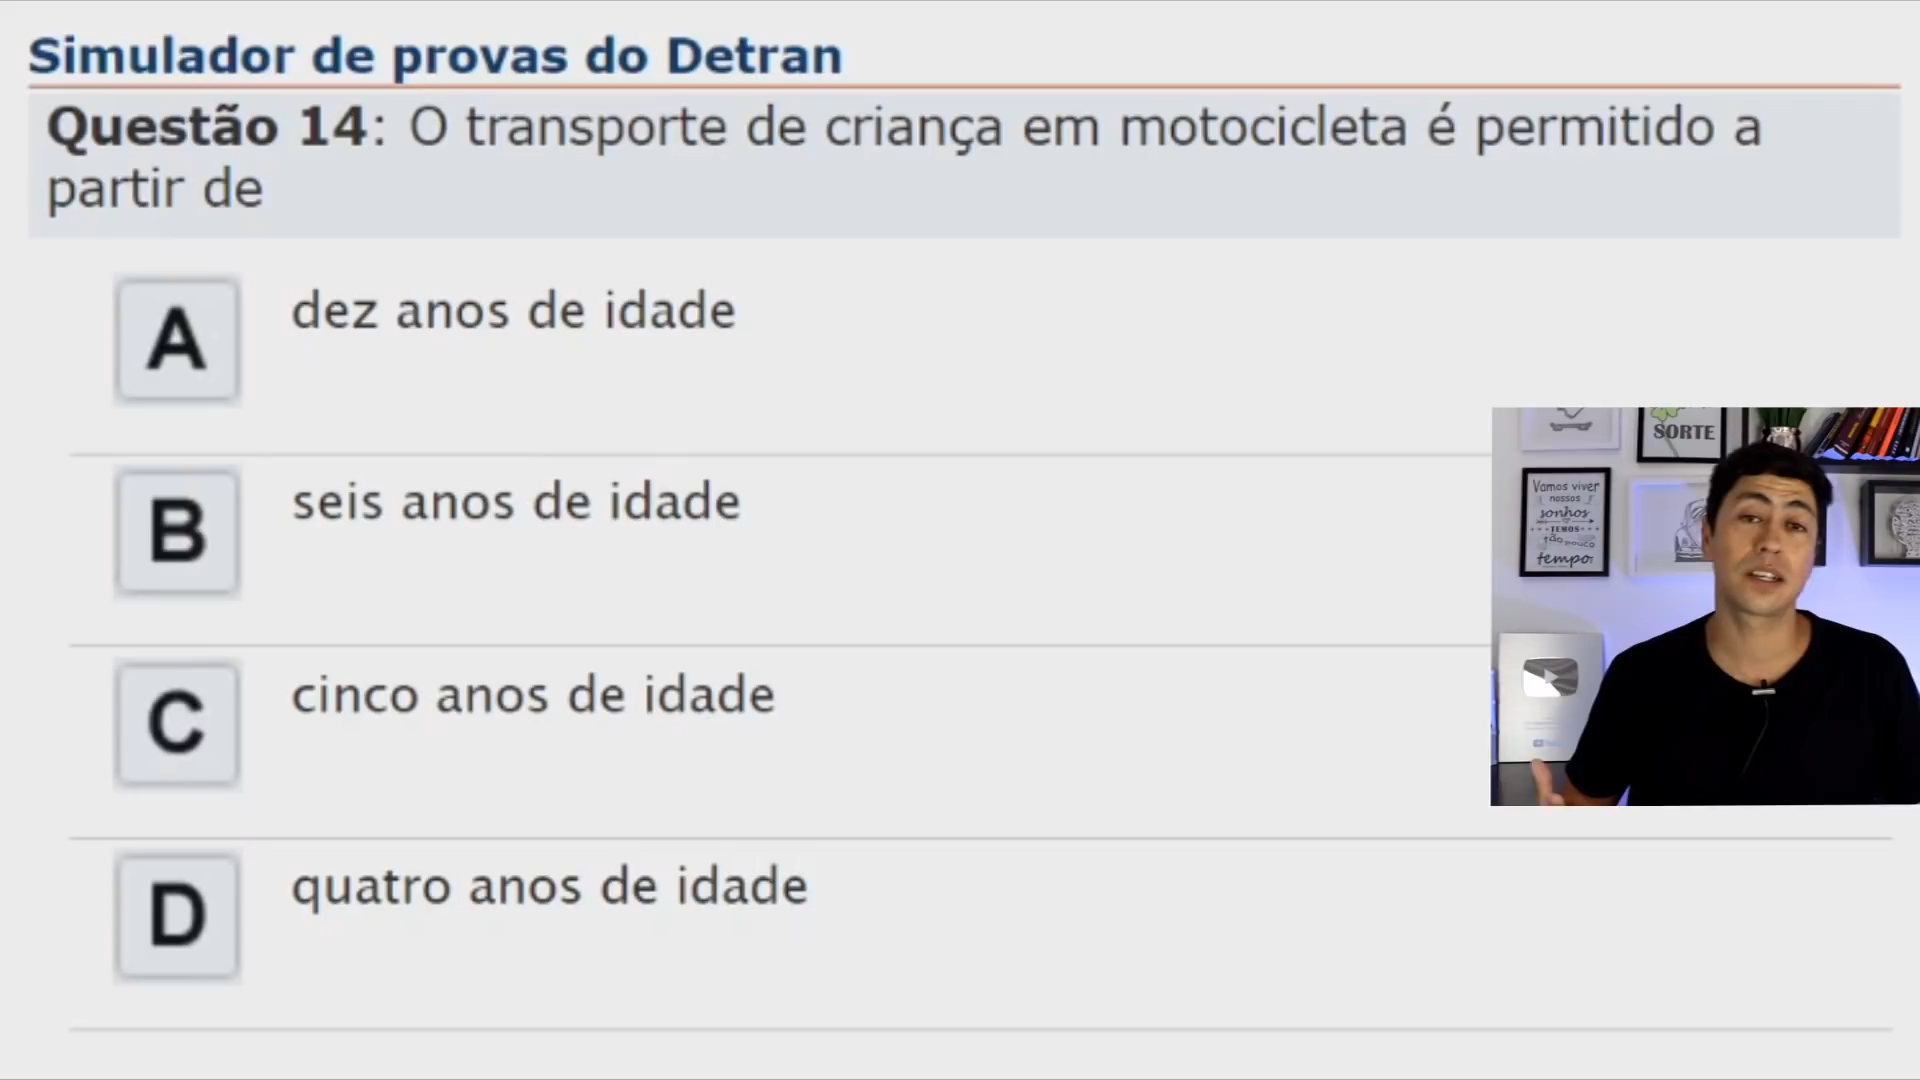 Simulador de provas do Detran
Questão 14: O transporte de criança em motocicleta é permitido a
partir de
A
dez anos de idade
B
seis anos de idade
C
cinco anos de idade
D
quatro anos de idade
SORTE
Vamos viver
nossos
sonhos
TEMOS
tão pouco
tempo